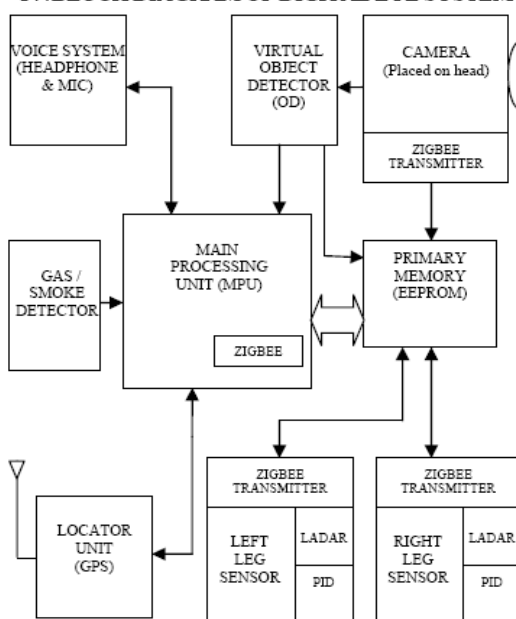 VOICE SYSTEM
(HEADPHONE
& MIC)
VIRTUAL
OBJECT
DETECTOR
(OD)
CAMERA
(Placed on head)
ZIGBEE
TRANSMITTER
GAS /
SMOKE
DETECTOR
MAIN
PROCESSING
UNIT (MPU)
ZIGBEE
PRIMARY
MEMORY
(EEPROM)
LOCATOR
UNIT
(GPS)
ZIGBEE
TRANSMITTER
LEFT
LEG
SENSOR
LADAR
PID
ZIGBEE
TRANSMITTER
RIGHT
LEG
SENSOR
LADAR
PID